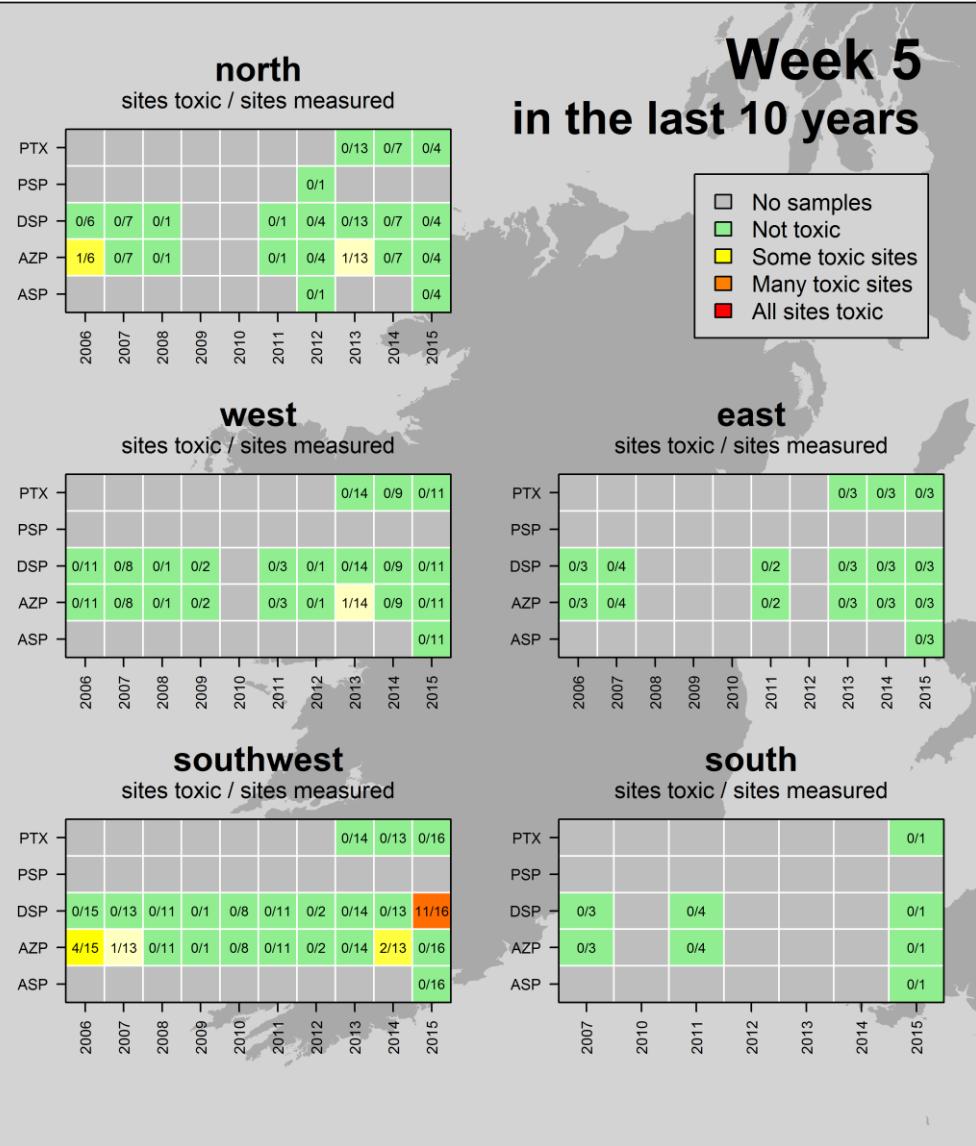 Week 5
in the last 10 years
No samples
Not toxic
Some toxic sites
Many toxic sites
All sites toxic
north
sites toxic / sites measured
PTX 0/13 0/7 0/4
PSP 0/1
DSP 0/6 0/7 0/1 0/1 0/4 0/13 0/7 0/4
AZP 1/6 0/7 0/1 0/1 0/4 1/13 0/7 0/4
ASP 0/1 0/4
2006 2007 2008 2009 2010 2011 2012 2013 2014 2015
west
sites toxic / sites measured
PTX 0/14 0/9 0/11
PSP
DSP 0/11 0/8 0/1 0/2 0/3 0/1 0/14 0/9 0/11
AZP 0/11 0/8 0/1 0/2 0/3 0/1 1/14 0/9 0/11
ASP 0/11
2006 2007 2008 2009 2010 2011 2012 2013 2014 2015
east
sites toxic / sites measured
PTX 0/3 0/3 0/3
PSP
DSP 0/3 0/4 0/2 0/3 0/3 0/3
AZP 0/3 0/4 0/2 0/3 0/3 0/3
ASP 0/3
2006 2007 2008 2009 2010 2011 2012 2013 2014 2015
southwest
sites toxic / sites measured
PTX 0/14 0/13 0/16
PSP
DSP 0/15 0/13 0/11 0/1 0/8 0/11 0/2 0/14 0/13 11/16
AZP 4/15 1/13 0/11 0/1 0/8 0/11 0/2 0/14 2/13 0/16
ASP 0/16
2006 2007 2008 2009 2010 2011 2012 2013 2014 2015
south
sites toxic / sites measured
PTX 0/1
PSP
DSP 0/3 0/4 0/1
AZP 0/3 0/4 0/1
ASP 0/1
2007 2010 2011 2012 2013 2014 2015